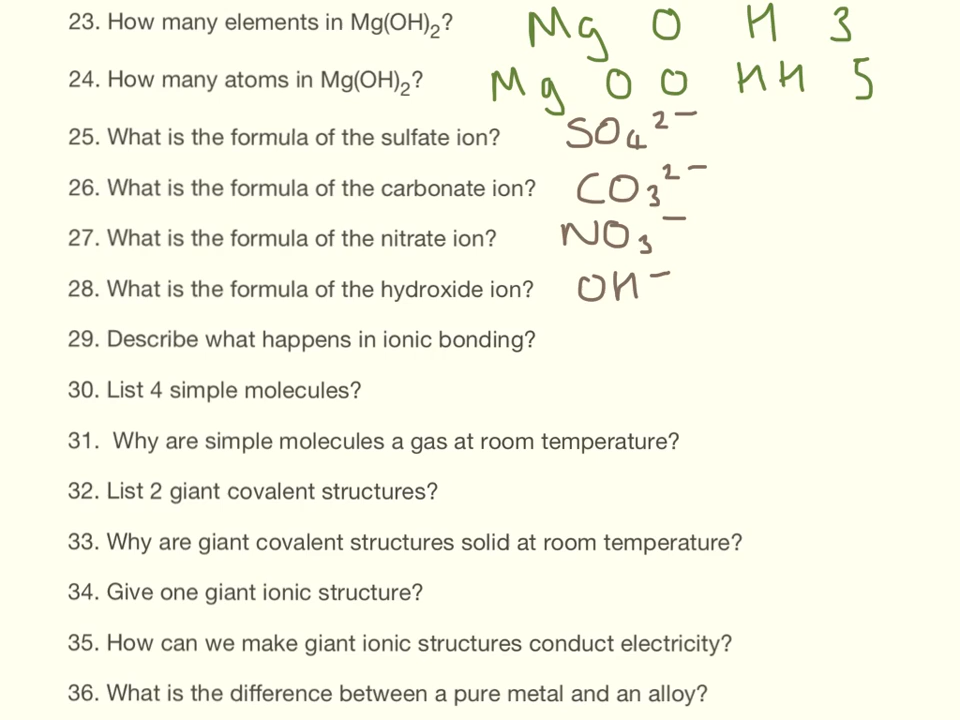 23. How many elements in Mg(OH)₂? Mg O H 3
24. How many atoms in Mg(OH)₂? Mg O O H H 5
25. What is the formula of the sulfate ion? SO₄²⁻
26. What is the formula of the carbonate ion? CO₃²⁻
27. What is the formula of the nitrate ion? NO₃⁻
28. What is the formula of the hydroxide ion? OH⁻
29. Describe what happens in ionic bonding?
30. List 4 simple molecules?
31. Why are simple molecules a gas at room temperature?
32. List 2 giant covalent structures?
33. Why are giant covalent structures solid at room temperature?
34. Give one giant ionic structure?
35. How can we make giant ionic structures conduct electricity?
36. What is the difference between a pure metal and an alloy?